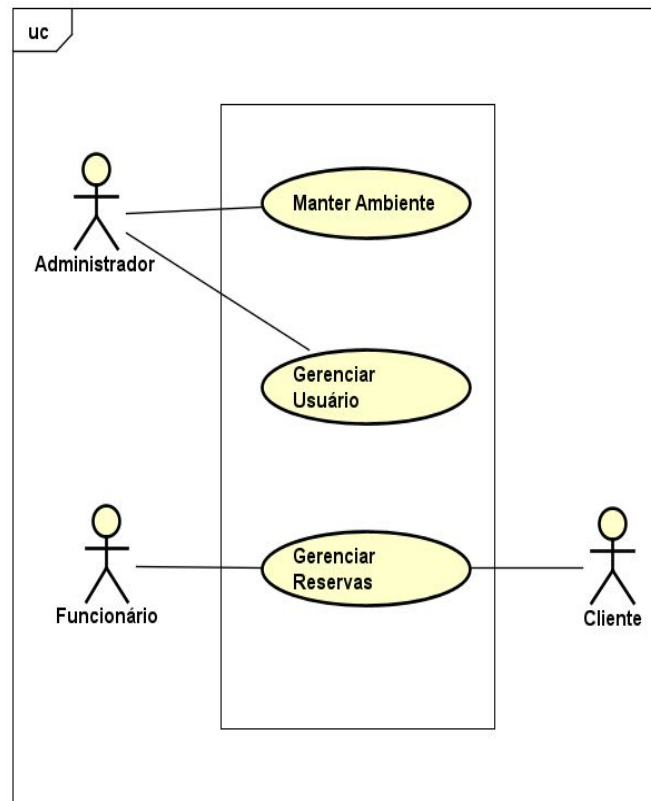 uc
Manter Ambiente
Administrador
Gerenciar
Usuário
Gerenciar
Reservas
Funcionário
Cliente